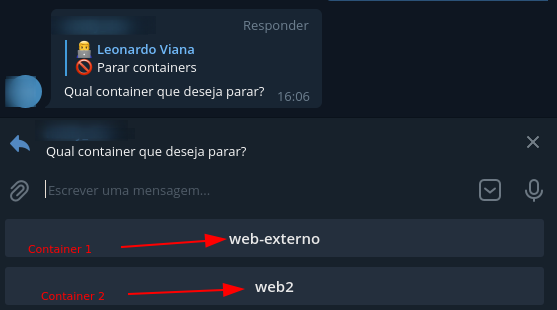 Responder
Leonardo Viana
Parar containers
Qual container que deseja parar?
16:06
Qual container que deseja parar?
Escrever uma mensagem...
Container 1
web-externo
Container 2
web2